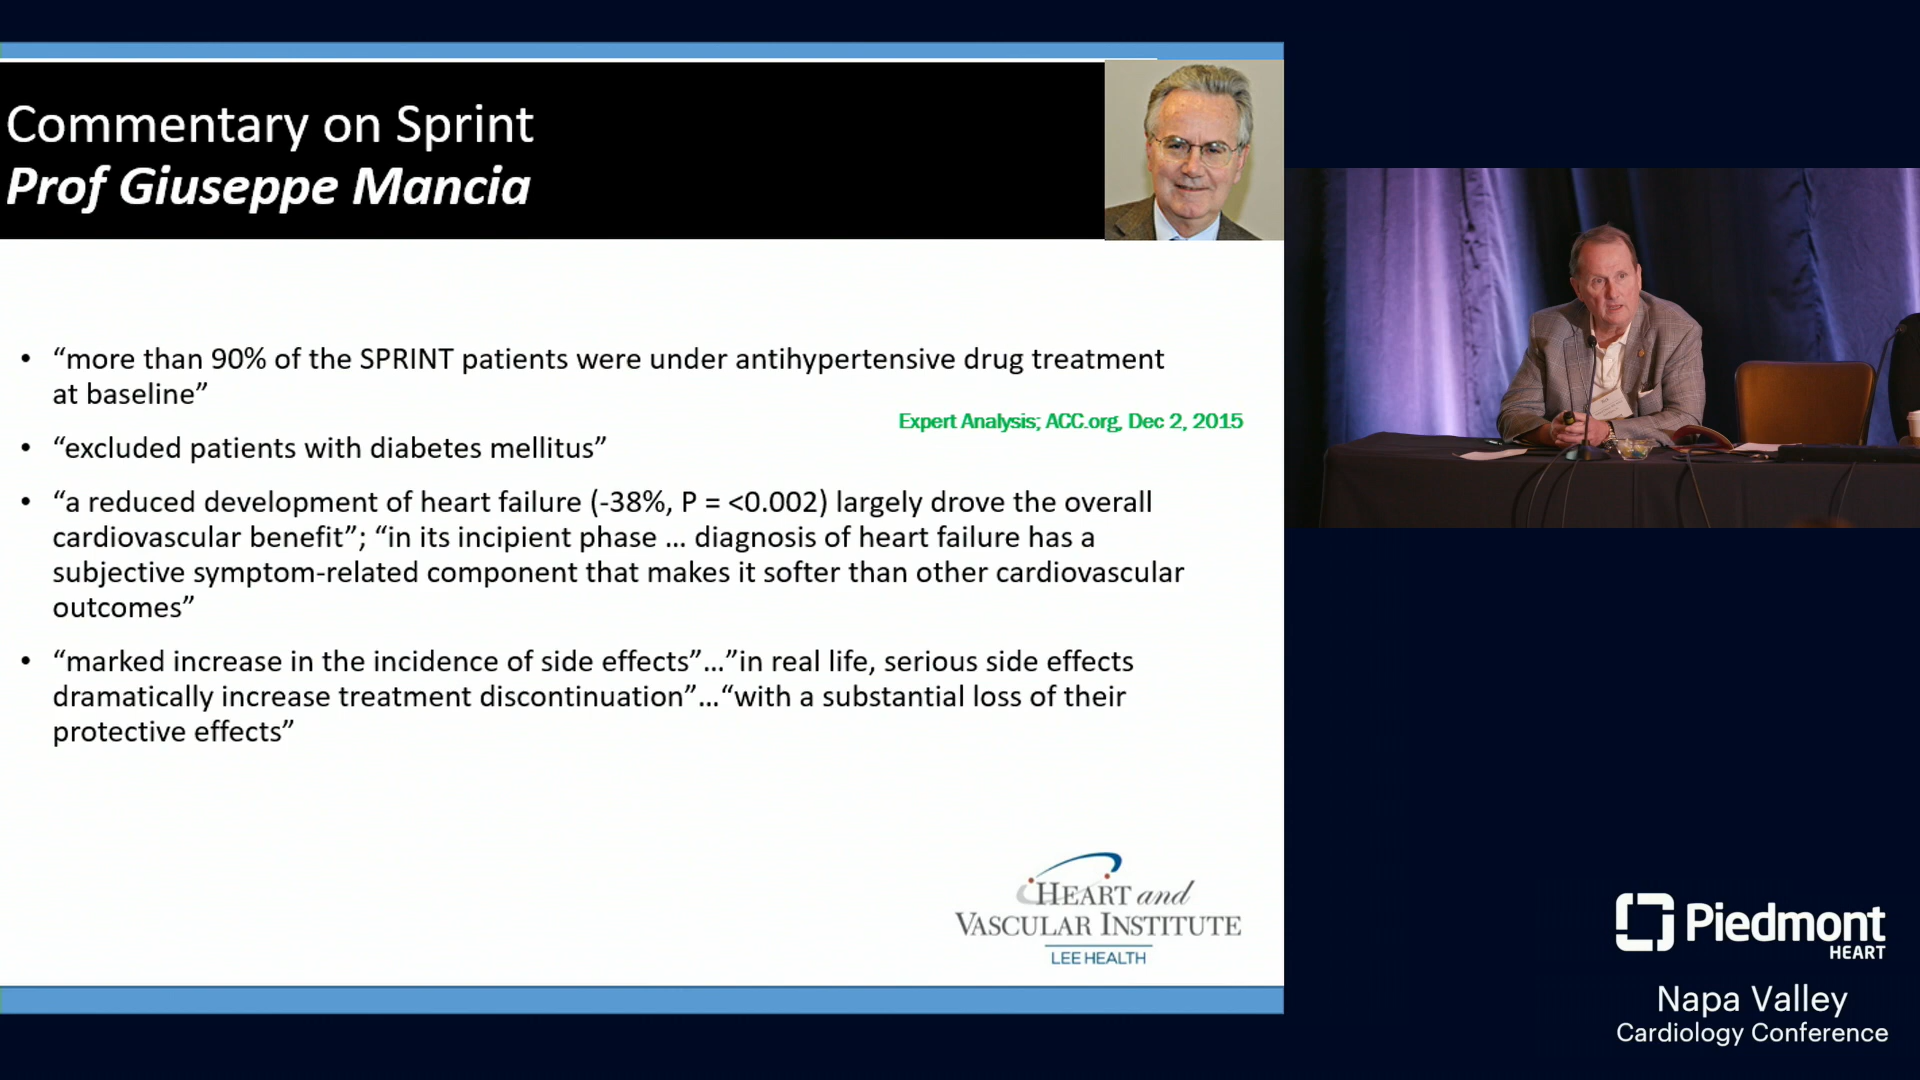 Commentary on Sprint
Prof Giuseppe Mancia
• “more than 90% of the SPRINT patients were under antihypertensive drug treatment
at baseline”
Expert Analysis; ACC.org, Dec 2, 2015
• “excluded patients with diabetes mellitus”
• “a reduced development of heart failure (-38%, P = <0.002) largely drove the overall
cardiovascular benefit”; “in its incipient phase … diagnosis of heart failure has a
subjective symptom-related component that makes it softer than other cardiovascular
outcomes”
• “marked increase in the incidence of side effects”…”in real life, serious side effects
dramatically increase treatment discontinuation”…“with a substantial loss of their
protective effects”
HEART and
VASCULAR INSTITUTE
LEE HEALTH
Piedmont
HEART
Napa Valley
Cardiology Conference